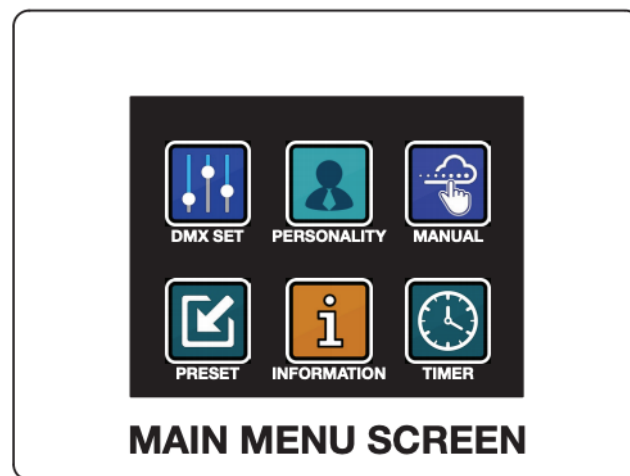 DMX SET PERSONALITY MANUAL
PRESET INFORMATION TIMER
MAIN MENU SCREEN